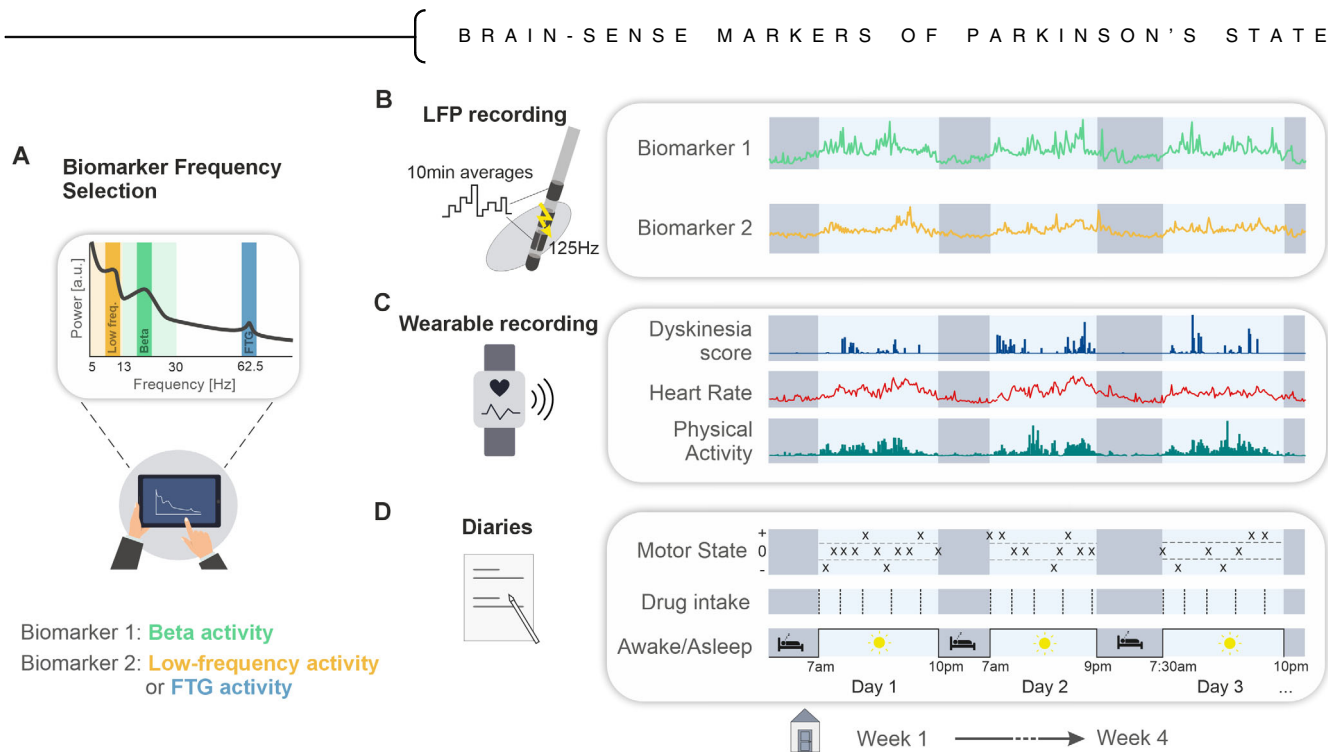 BRAIN-SENSE MARKERS OF PARKINSON'S STATE
A
Biomarker Frequency
Selection
Power [a.u.]
Low freq.
Beta
FTG
5 13 30 62.5
Frequency [Hz]
Biomarker 1: Beta activity
Biomarker 2: Low-frequency activity
or FTG activity
B
LFP recording
10min averages
125Hz
Biomarker 1
Biomarker 2
C
Wearable recording
Dyskinesia
score
Heart Rate
Physical
Activity
D
Diaries
Motor State
+
0
-
Drug intake
Awake/Asleep
7am 10pm 7am 9pm 7:30am 10pm
Day 1 Day 2 Day 3 ...
Week 1 Week 4